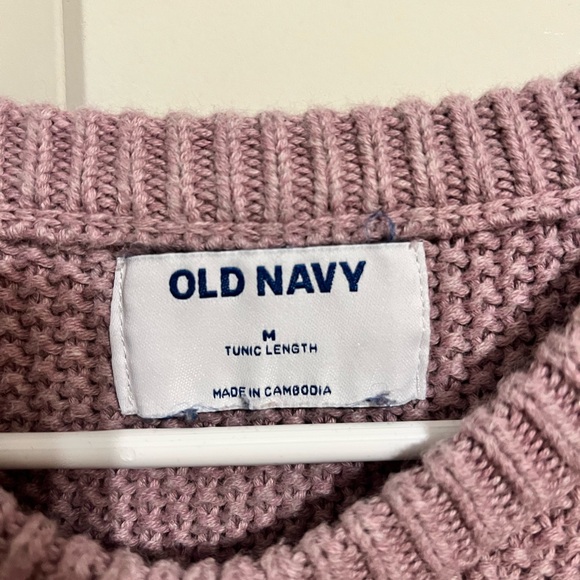 OLD NAVY
M
TUNIC LENGTH
MADE IN CAMBODIA